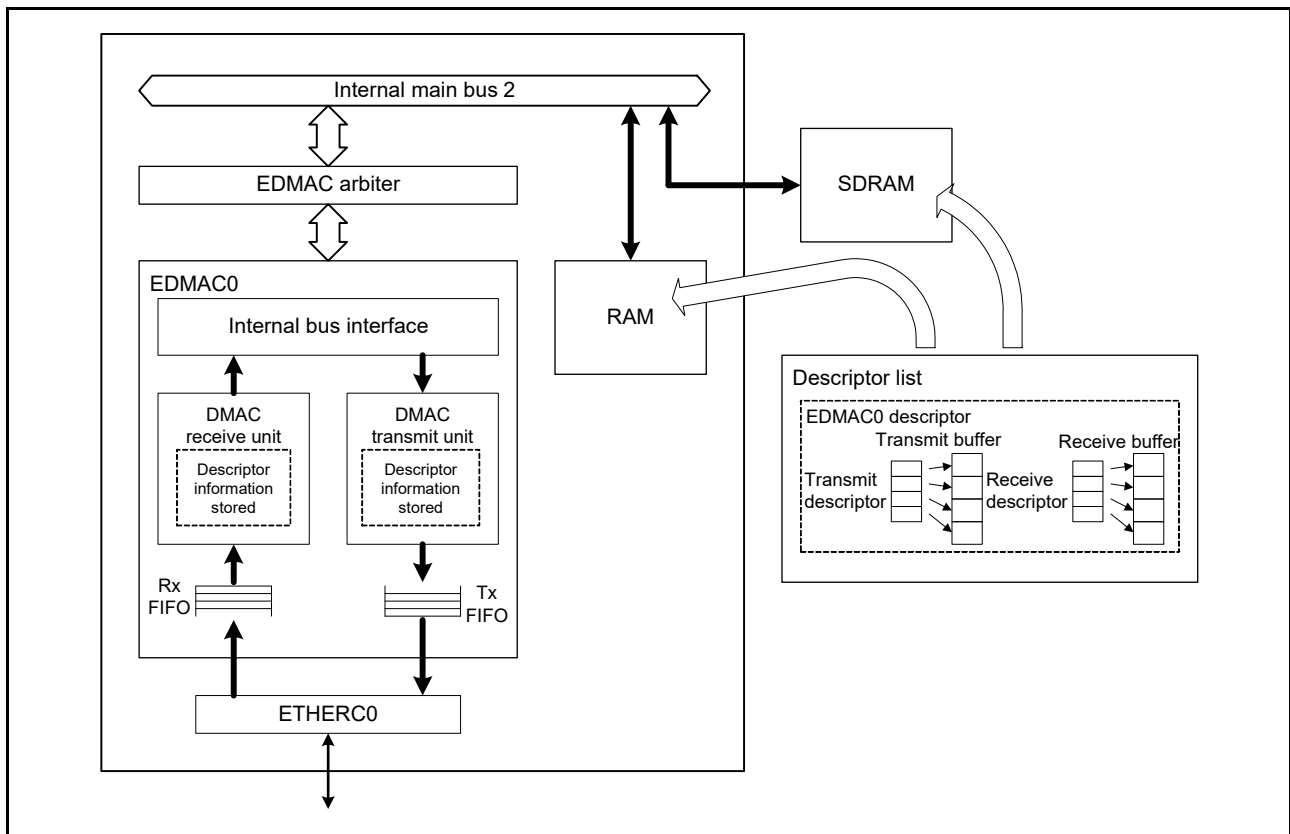 Internal main bus 2
EDMAC arbiter
SDRAM
EDMAC0
Internal bus interface
RAM
DMAC
receive unit
Descriptor
information
stored
DMAC
transmit unit
Descriptor
information
stored
Rx
FIFO
Tx
FIFO
ETHERC0
Descriptor list
EDMAC0 descriptor
Transmit buffer
Receive buffer
Transmit
descriptor
Receive
descriptor